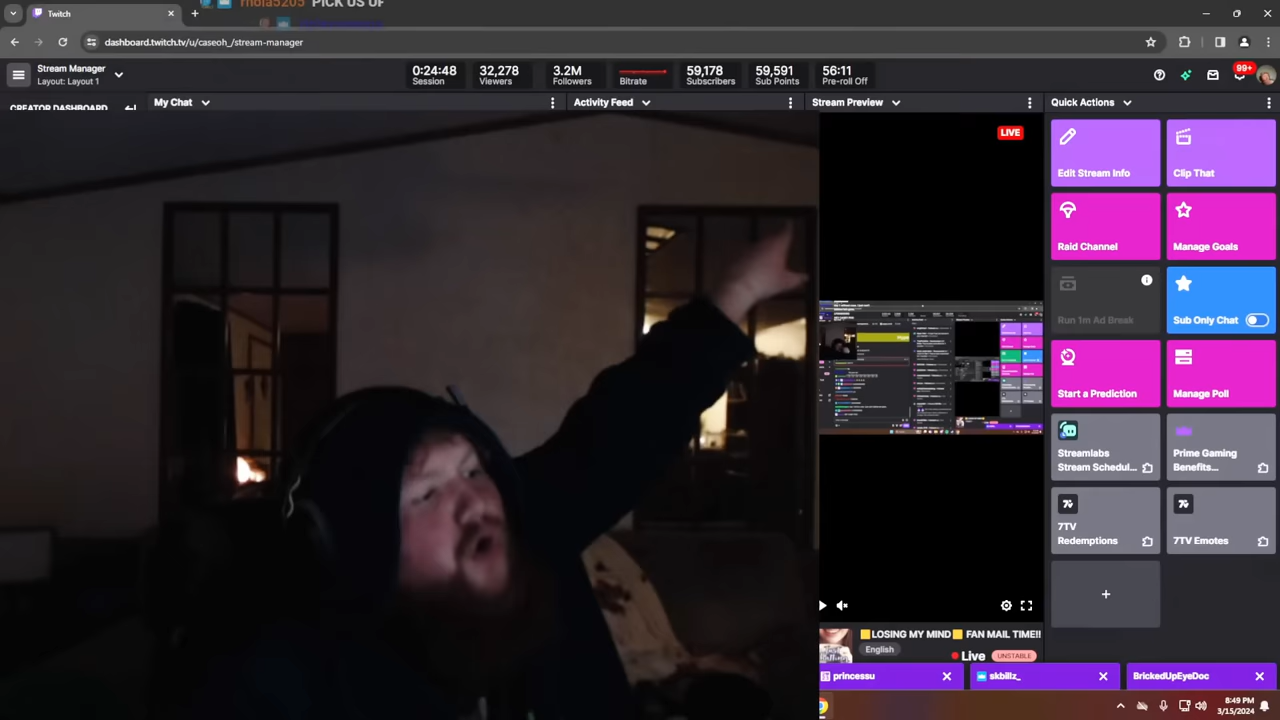 rhola5205 PICK US UP
Twitch
dashboard.twitch.tv/u/caseoh_/stream-manager
Stream Manager
Layout: Layout 1
0:24:48
Session
32,278
Viewers
3.2M
Followers
Bitrate
59,178
Subscribers
59,591
Sub Points
56:11
Pre-roll Off
99+
CREATOR DASHBOARD
My Chat
Activity Feed
Stream Preview
Quick Actions
LIVE
Edit Stream Info
Clip That
Raid Channel
Manage Goals
Run 1m Ad Break
Sub Only Chat
Start a Prediction
Manage Poll
Streamlabs
Stream Schedul...
Prime Gaming
Benefits...
7TV
Redemptions
7TV Emotes
LOSING MY MIND FAN MAIL TIME!!
English
Live
UNSTABLE
princessu
skbillz_
BrickedUpEyeDoc
8:49 PM
3/15/2024